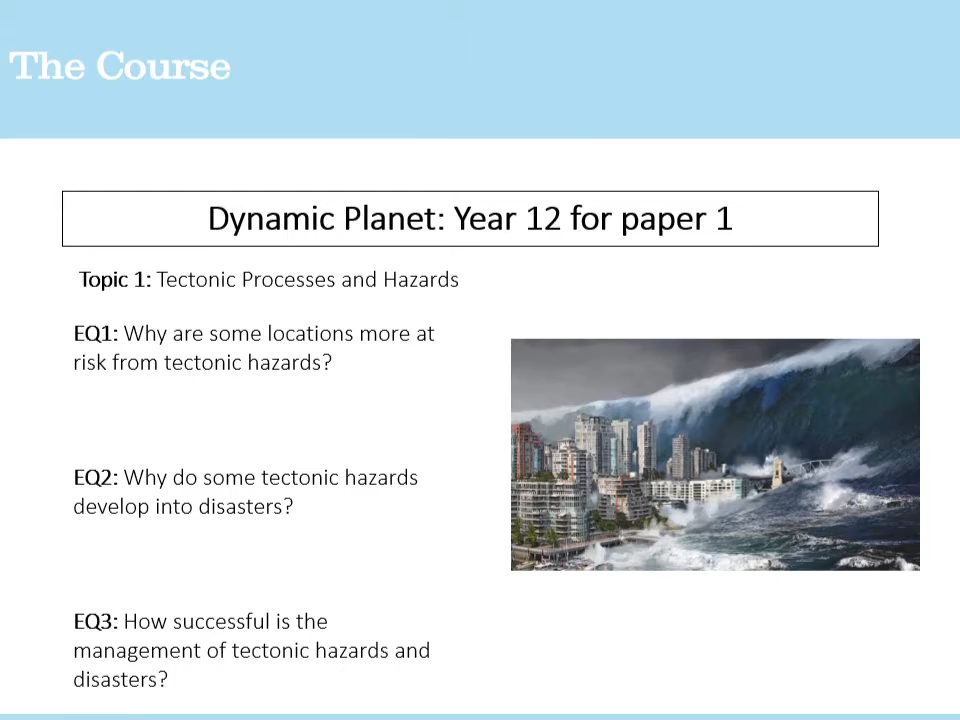 The Course
Dynamic Planet: Year 12 for paper 1
Topic 1: Tectonic Processes and Hazards
EQ1: Why are some locations more at
risk from tectonic hazards?
EQ2: Why do some tectonic hazards
develop into disasters?
EQ3: How successful is the
management of tectonic hazards and
disasters?